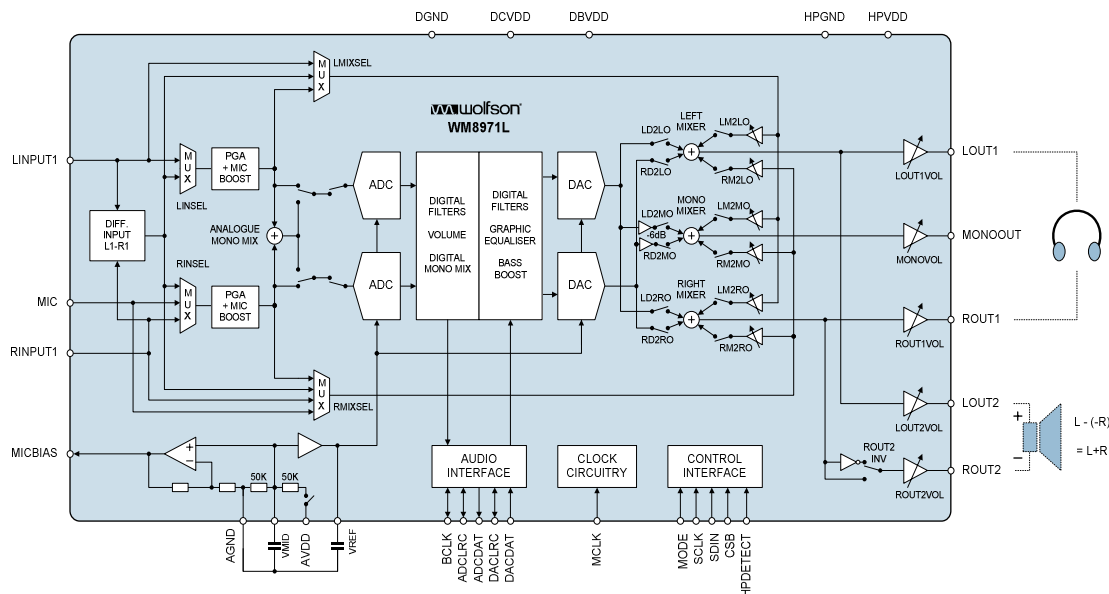 DGND DCVDD DBVDD HPGND HPVDD
M
U
X
LMIXSEL
wolfson®
WM8971L
LINPUT1
M
U
X
LINSEL
PGA
+ MIC
BOOST
DIFF.
INPUT
L1-R1
ANALOGUE
MONO MIX
+
RINSEL
M
U
X
PGA
+ MIC
BOOST
MIC
RINPUT1
M
U
X
RMIXSEL
ADC
ADC
DIGITAL
FILTERS
VOLUME
DIGITAL
MONO MIX
DIGITAL
FILTERS
GRAPHIC
EQUALISER
BASS
BOOST
DAC
DAC
LD2LO
LEFT
MIXER
LM2LO
+
RD2LO
RM2LO
LD2MO
MONO
MIXER
LM2MO
-6dB
+
RD2MO
RM2MO
LD2RO
RIGHT
MIXER
LM2RO
+
RD2RO
RM2RO
LOUT1
LOUT1VOL
MONOOUT
MONOVOL
ROUT1
ROUT1VOL
LOUT2
LOUT2VOL
ROUT2
INV
ROUT2
ROUT2VOL
+
−
L - (-R)
= L+R
MICBIAS
+
−
50K 50K
AUDIO
INTERFACE
CLOCK
CIRCUITRY
CONTROL
INTERFACE
AGND
VMID
AVDD
VREF
BCLK
ADCLRC
ADCDAT
DACLRC
DACDAT
MCLK
MODE
SCLK
SDIN
CSB
HPDETECT